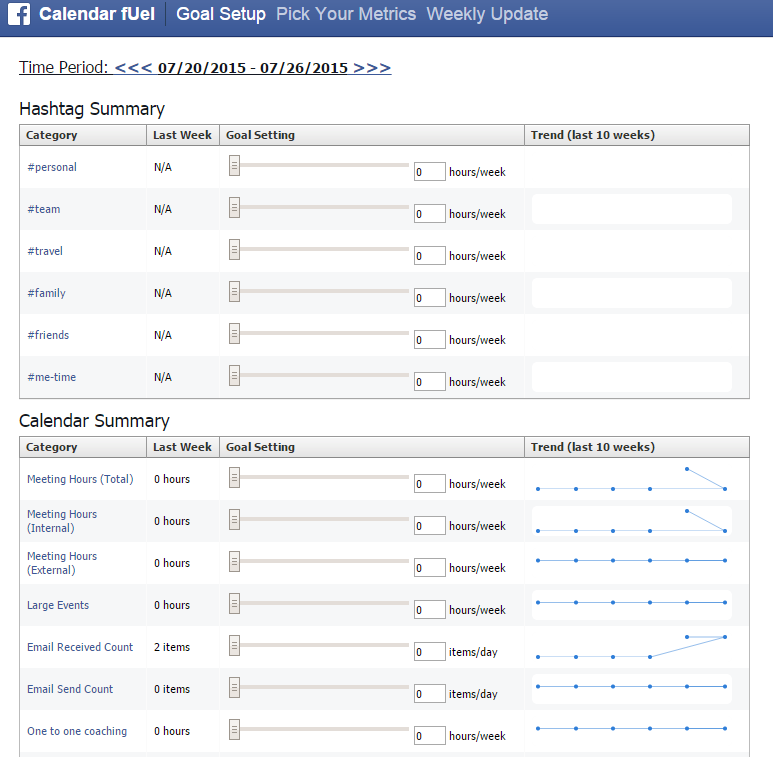 Calendar fUel Goal Setup Pick Your Metrics Weekly Update
Time Period: <<< 07/20/2015 - 07/26/2015 >>>
Hashtag Summary
Category Last Week Goal Setting Trend (last 10 weeks)
#personal N/A 0 hours/week
#team N/A 0 hours/week
#travel N/A 0 hours/week
#family N/A 0 hours/week
#friends N/A 0 hours/week
#me-time N/A 0 hours/week
Calendar Summary
Category Last Week Goal Setting Trend (last 10 weeks)
Meeting Hours (Total) 0 hours 0 hours/week
Meeting Hours
(Internal) 0 hours 0 hours/week
Meeting Hours
(External) 0 hours 0 hours/week
Large Events 0 hours 0 hours/week
Email Received Count 2 items 0 items/day
Email Send Count 0 items 0 items/day
One to one coaching 0 hours 0 hours/week